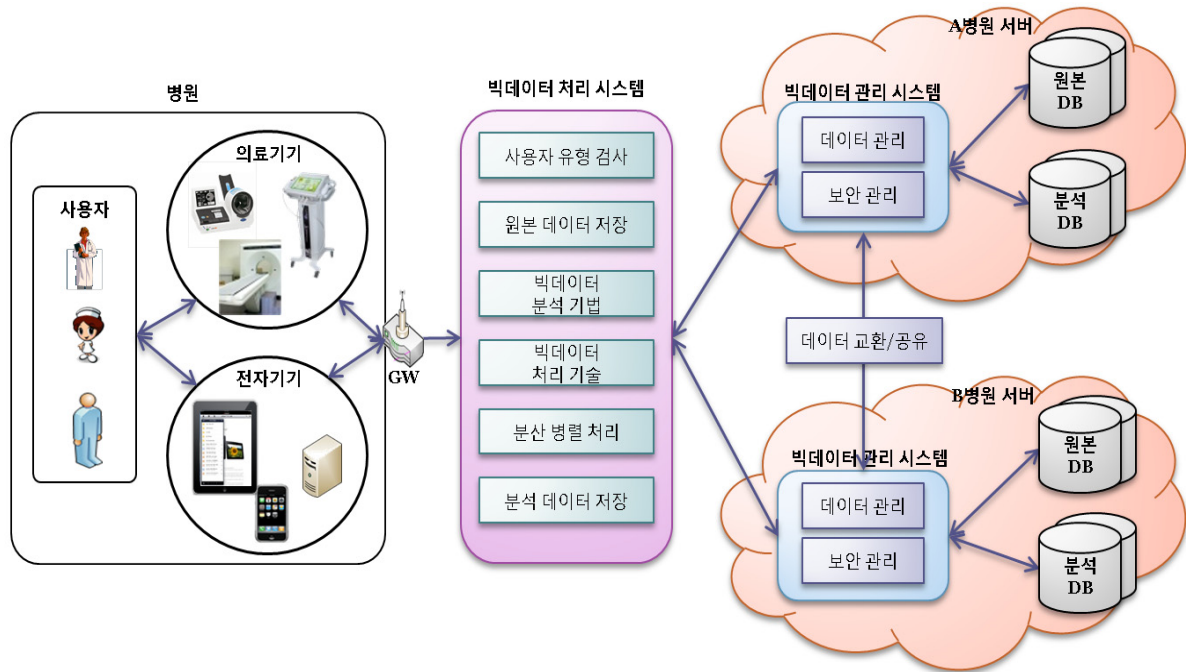 병원
사용자
의료기기
전자기기
GW
빅데이터 처리 시스템
사용자 유형 검사
원본 데이터 저장
빅데이터
분석 기법
빅데이터
처리 기술
분산 병렬 처리
분석 데이터 저장
A병원 서버
빅데이터 관리 시스템
데이터 관리
보안 관리
원본
DB
분석
DB
데이터 교환/공유
B병원 서버
빅데이터 관리 시스템
데이터 관리
보안 관리
원본
DB
분석
DB